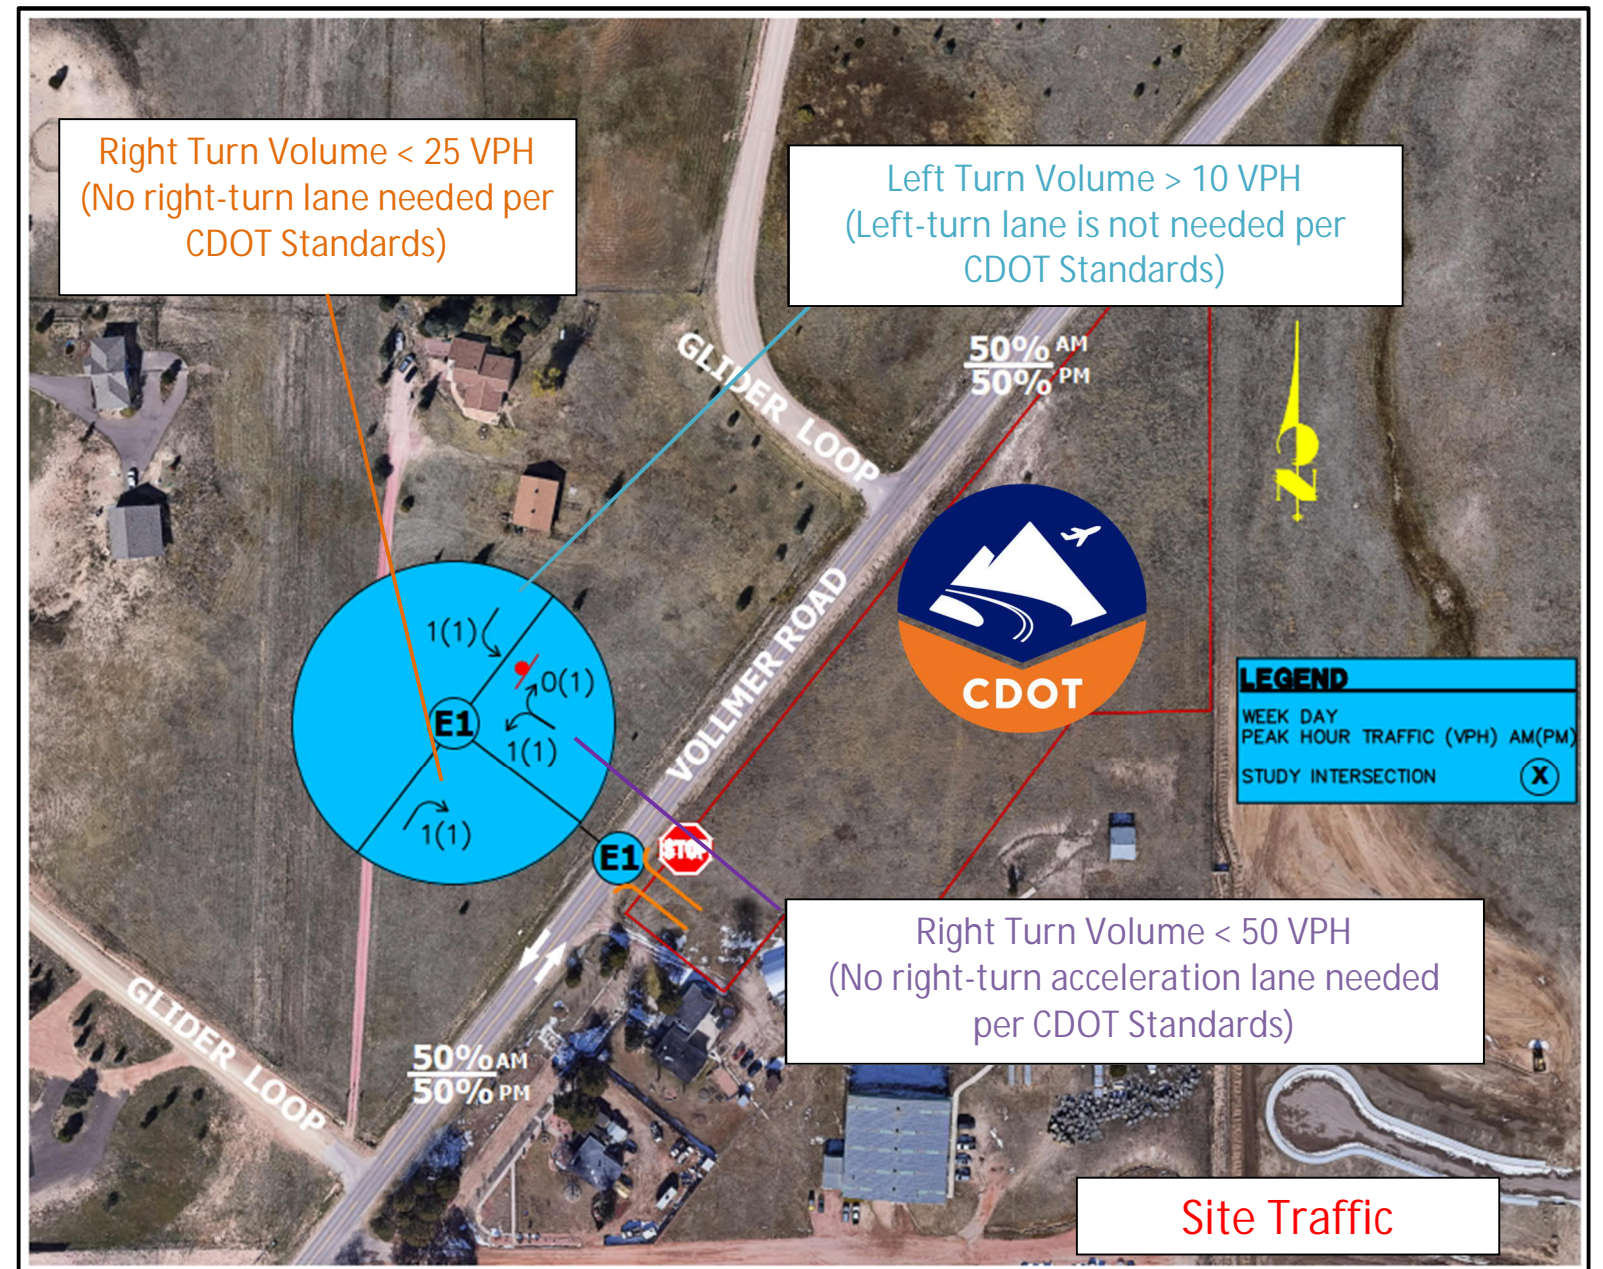 Right Turn Volume < 25 VPH
(No right-turn lane needed per
CDOT Standards)
Left Turn Volume > 10 VPH
(Left-turn lane is not needed per
CDOT Standards)
GLIDER LOOP
50% AM
50% PM
N
VOLLMER ROAD
CDOT
1(1)
0(1)
E1
1(1)
1(1)
E1
STOP
LEGEND
WEEK DAY
PEAK HOUR TRAFFIC (VPH) AM(PM)
STUDY INTERSECTION X
Right Turn Volume < 50 VPH
(No right-turn acceleration lane needed
per CDOT Standards)
GLIDER LOOP
50% AM
50% PM
Site Traffic